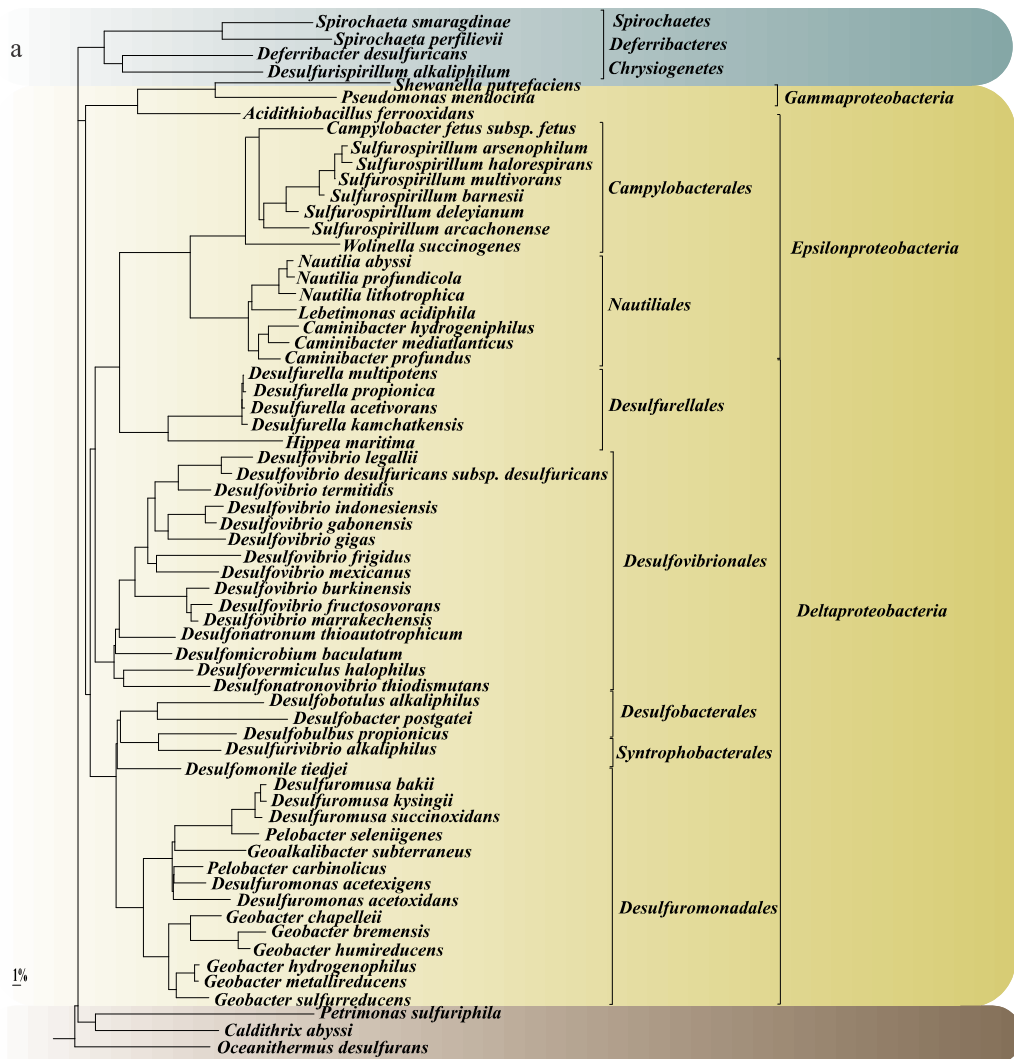 a
Spirochaeta smaragdinae
Spirochaeta perfilievii
Deferribacter desulfuricans
Desulfurispirillum alkaliphilum
Spirochaetes
Deferribacteres
Chrysiogenetes
Shewanella putrefaciens
Pseudomonas mendocina
Gammaproteobacteria
Acidithiobacillus ferrooxidans
Campylobacter fetus subsp. fetus
Sulfurospirillum arsenophilum
Sulfurospirillum halorespirans
Sulfurospirillum multivorans
Sulfurospirillum barnesii
Sulfurospirillum deleyianum
Sulfurospirillum arcachonense
Wolinella succinogenes
Campylobacterales
Nautilia abyssi
Nautilia profundicola
Nautilia lithotrophica
Lebetimonas acidiphila
Caminibacter hydrogeniphilus
Caminibacter mediatlanticus
Caminibacter profundus
Nautiliales
Epsilonproteobacteria
Desulfurella multipotens
Desulfurella propionica
Desulfurella acetivorans
Desulfurella kamchatkensis
Hippea maritima
Desulfurellales
Desulfovibrio legallii
Desulfovibrio desulfuricans subsp. desulfuricans
Desulfovibrio termitidis
Desulfovibrio indonesiensis
Desulfovibrio gabonensis
Desulfovibrio gigas
Desulfovibrio frigidus
Desulfovibrio mexicanus
Desulfovibrio burkinensis
Desulfovibrio fructosovorans
Desulfovibrio marrakechensis
Desulfonatronum thioautotrophicum
Desulfomicrobium baculatum
Desulfovermiculus halophilus
Desulfonatronovibrio thiodismutans
Desulfovibrionales
Desulfobotulus alkaliphilus
Desulfobacter postgatei
Desulfobacterales
Desulfobulbus propionicus
Desulfurivibrio alkaliphilus
Syntrophobacterales
Desulfomonile tiedjei
Desulfuromusa bakii
Desulfuromusa kysingii
Desulfuromusa succinoxidans
Pelobacter seleniigenes
Geoalkalibacter subterraneus
Pelobacter carbinolicus
Desulfuromonas acetexigens
Desulfuromonas acetoxidans
Geobacter chapelleii
Geobacter bremensis
Geobacter humireducens
Geobacter hydrogenophilus
Geobacter metallireducens
Geobacter sulfurreducens
Desulfuromonadales
Deltaproteobacteria
1%
Petrimonas sulfuriphila
Caldithrix abyssi
Oceanithermus desulfurans